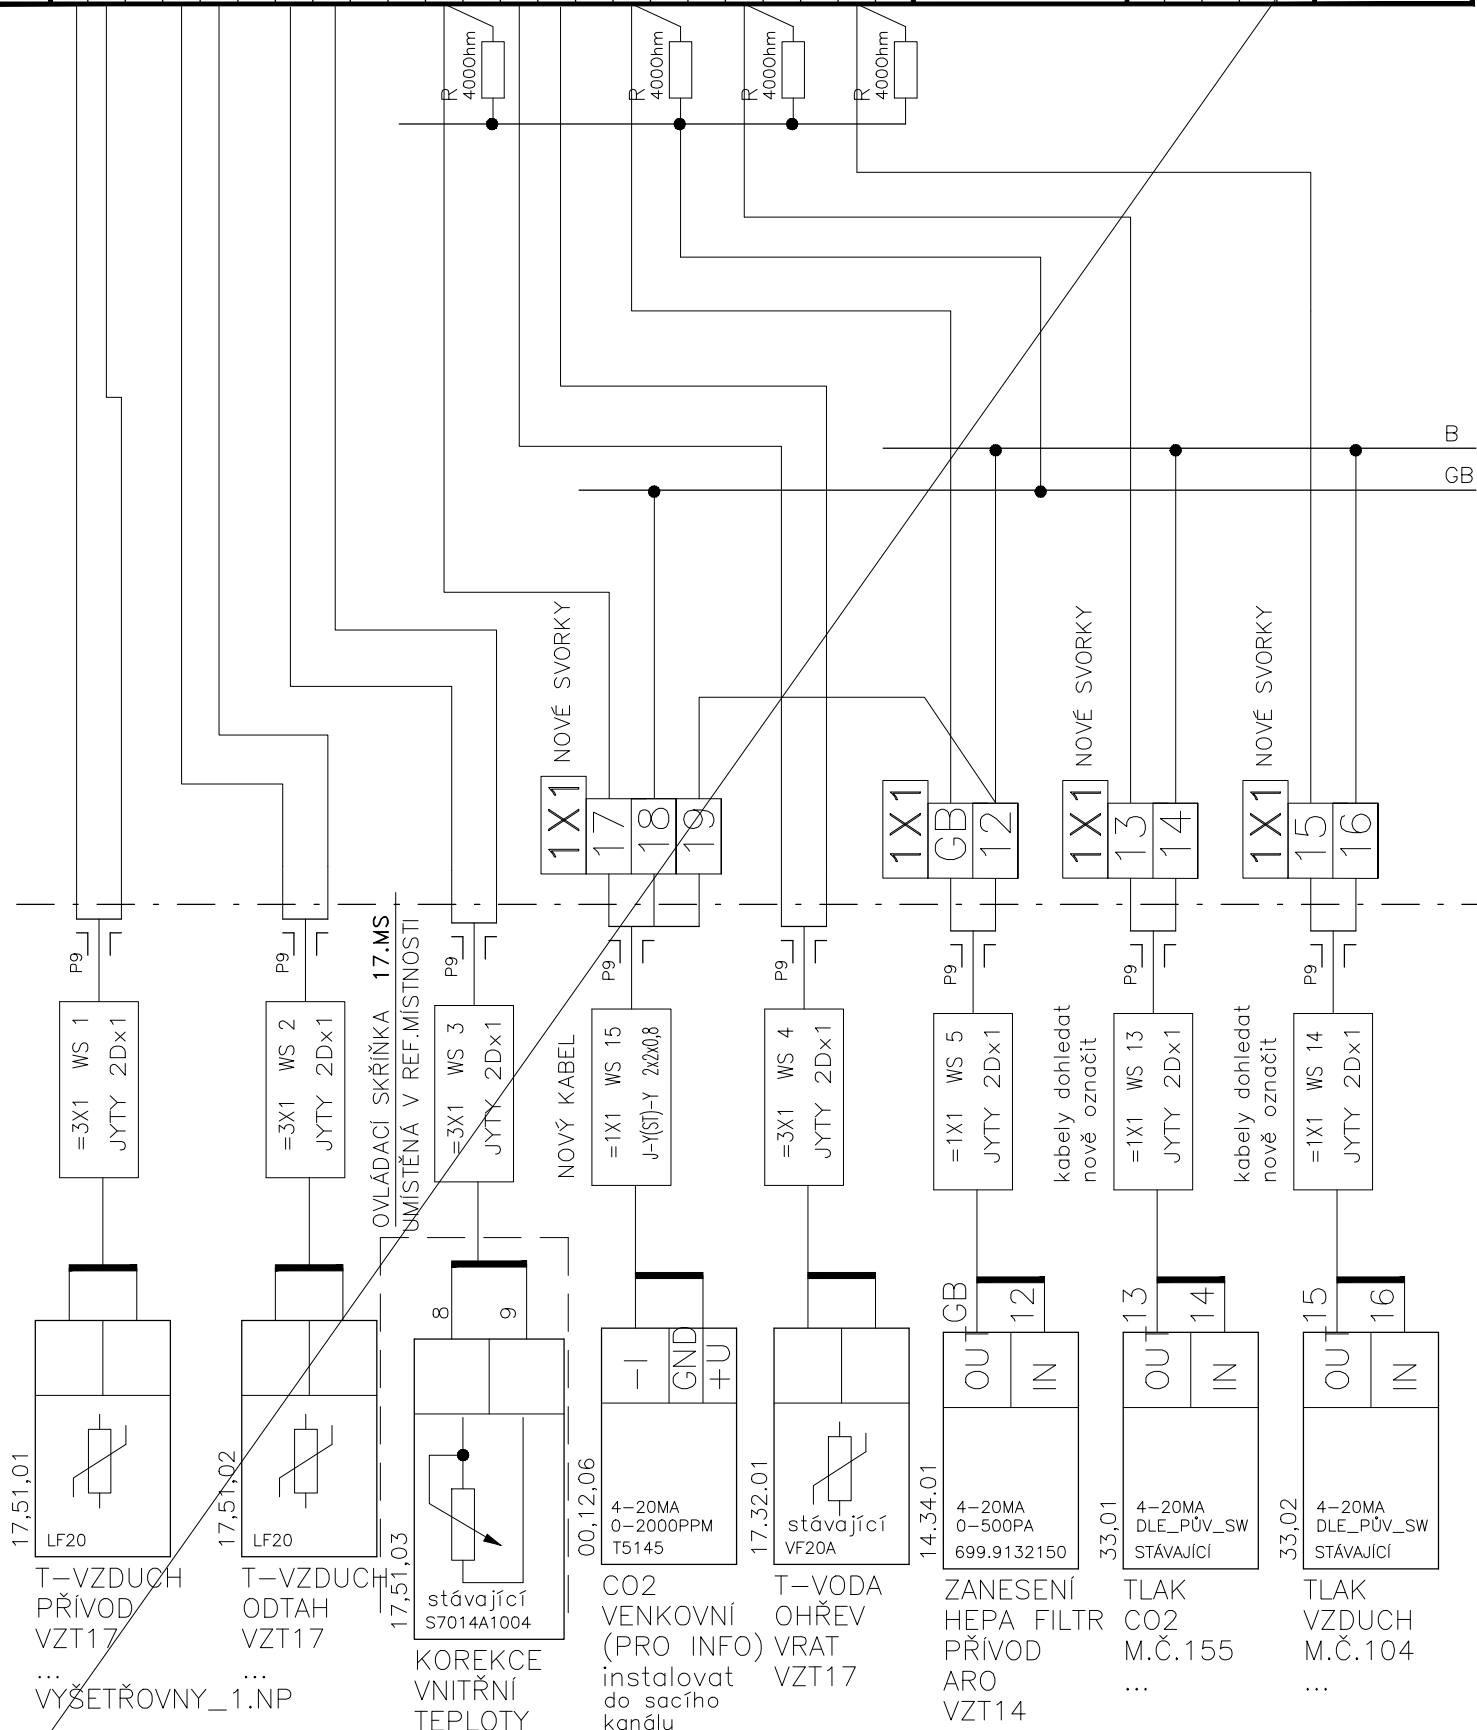 R
400Ohm
R
400Ohm
R
400Ohm
R
400Ohm
B
GB
NOVÉ SVORKY
NOVÉ SVORKY
NOVÉ SVORKY
1X1
17
18
19
1X1
GB
12
1X1
13
14
1X1
15
16
P9
P9
P9
P9
P9
P9
P9
=3X1 WS 1
JYTY 2Dx1
=3X1 WS 2
JYTY 2Dx1
OVLÁDACÍ SKŘÍŇKA 17.MS
UMÍSTĚNÁ V REF.MÍSTNOSTI
=3X1 WS 3
JYTY 2Dx1
NOVÝ KABEL
=1X1 WS 15
J-Y(ST)-Y 2x2x0,8
=3X1 WS 4
JYTY 2Dx1
=1X1 WS 5
JYTY 2Dx1
kabely dohledat
nově označit
=1X1 WS 13
JYTY 2Dx1
kabely dohledat
nově označit
=1X1 WS 14
JYTY 2Dx1
8
9
GB
12
13
14
15
16
-I
GND
+U
OUT
IN
OUT
IN
OUT
IN
17,51,01
LF20
T-VZDUCH
PŘÍVOD
VZT17
...
VYŠETŘOVNY_1.NP
17,51,02
LF20
T-VZDUCH
ODTAH
VZT17
...
17,51,03
stávající
S7014A1004
KOREKCE
VNITŘNÍ
TEPLOTY
00,12,06
4-20MA
0-2000PPM
T5145
CO2
VENKOVNÍ
(PRO INFO)
instalovat
do sacího
kanálu
17.32.01
stávající
VF20A
T-VODA
OHŘEV
VRAT
VZT17
14.34.01
4-20MA
0-500PA
699.9132150
ZANESENÍ
HEPA FILTR
PŘÍVOD
ARO
VZT14
33,01
4-20MA
DLE_PŮV_SW
STÁVAJÍCÍ
TLAK
CO2
M.Č.155
...
33,02
4-20MA
DLE_PŮV_SW
STÁVAJÍCÍ
TLAK
VZDUCH
M.Č.104
...